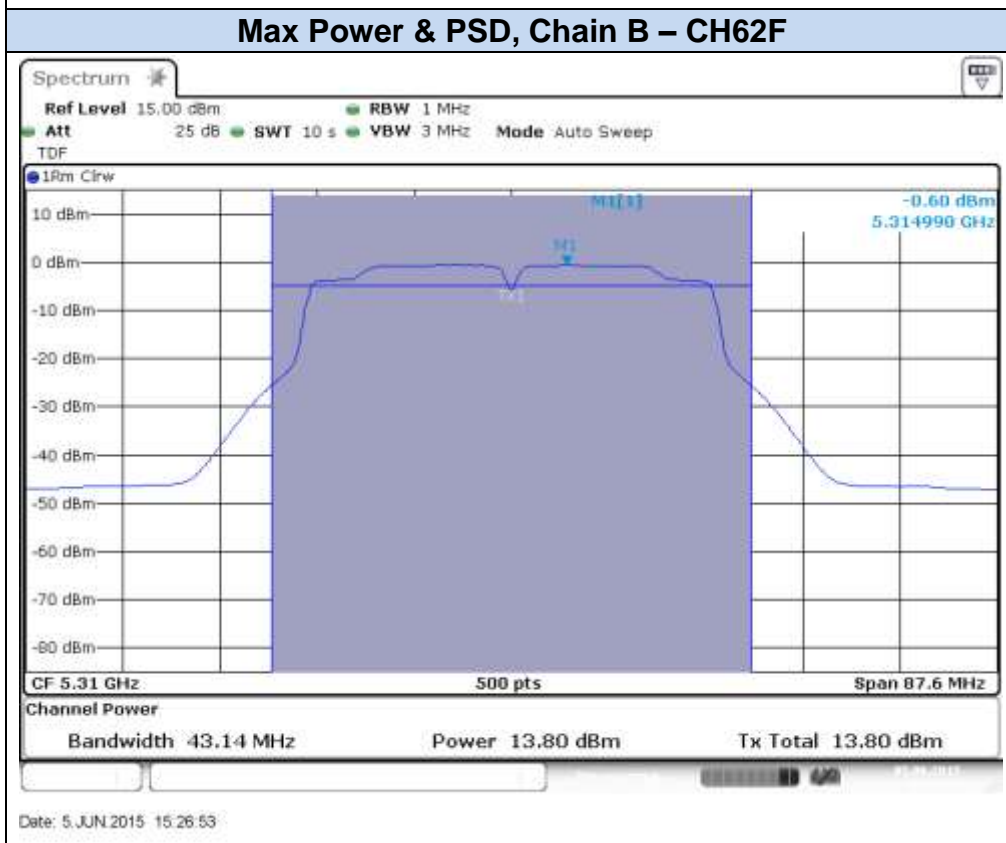 Max Power & PSD, Chain B – CH62F
Spectrum
Ref Level 15.00 dBm RBW 1 MHz
Att 25 dB SWT 10 s VBW 3 MHz Mode Auto Sweep
TDF
1Rm Clrw
M1[1] -0.60 dBm
5.314990 GHz
10 dBm
M1
0 dBm
TX1
-10 dBm
-20 dBm
-30 dBm
-40 dBm
-50 dBm
-60 dBm
-70 dBm
-80 dBm
CF 5.31 GHz 500 pts Span 87.6 MHz
Channel Power
Bandwidth 43.14 MHz Power 13.80 dBm Tx Total 13.80 dBm
Date: 5.JUN.2015 15:26:53